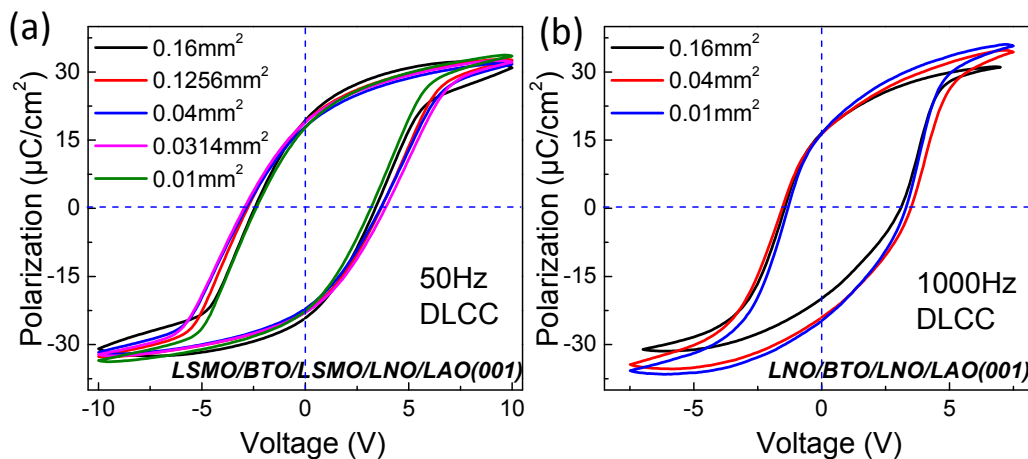 (a)
0.16mm²
0.1256mm²
0.04mm²
0.0314mm²
0.01mm²
30
15
0
-15
-30
Polarization (μC/cm²)
50Hz
DLCC
LSMO/BTO/LSMO/LNO/LAO(001)
-10
-5
0
5
10
Voltage (V)
(b)
0.16mm²
0.04mm²
0.01mm²
30
15
0
-15
-30
Polarization (μC/cm²)
1000Hz
DLCC
LNO/BTO/LNO/LAO(001)
-5
0
5
Voltage (V)